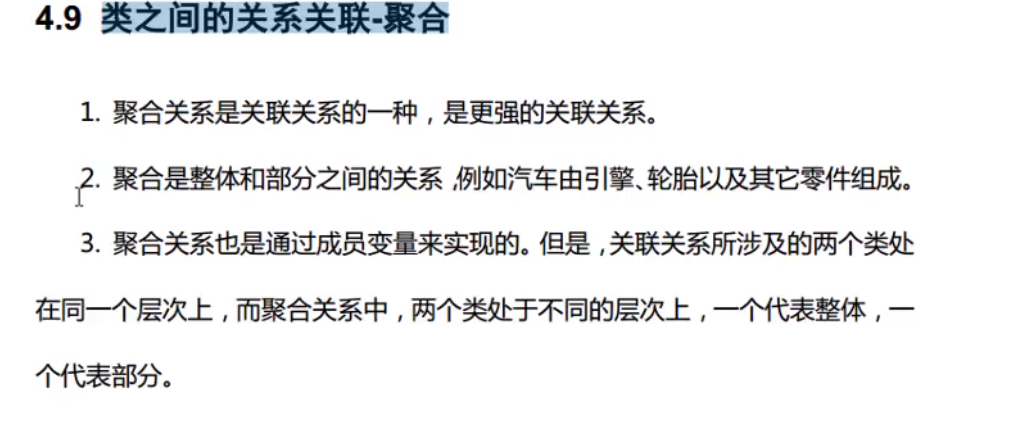 4.9 类之间的关系关联-聚合
1. 聚合关系是关联关系的一种，是更强的关联关系。
2. 聚合是整体和部分之间的关系，例如汽车由引擎、轮胎以及其它零件组成。
3. 聚合关系也是通过成员变量来实现的。但是，关联关系所涉及的两个类处
在同一个层次上，而聚合关系中，两个类处于不同的层次上，一个代表整体，一
个代表部分。